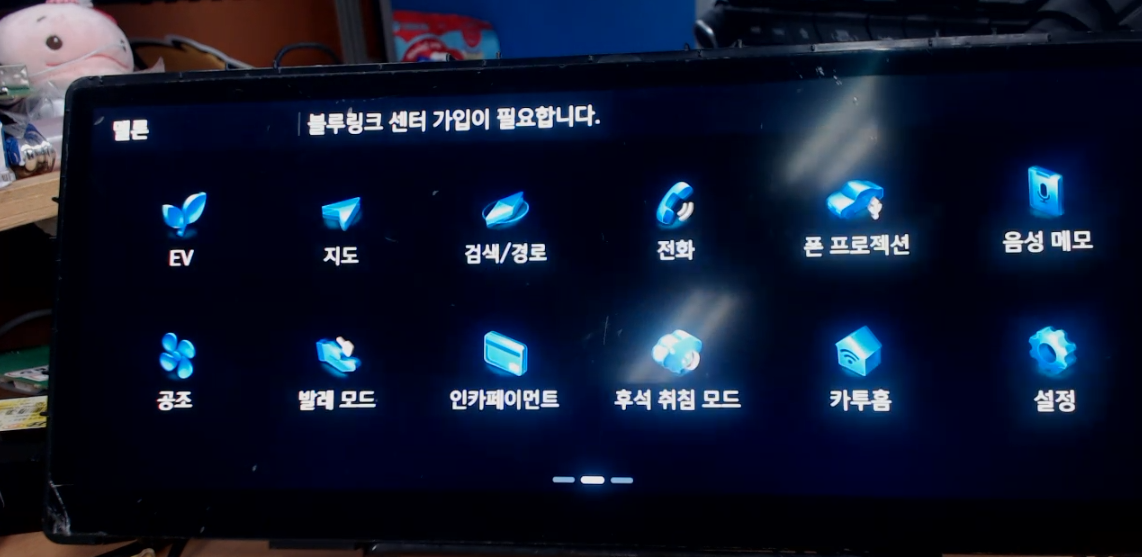 멜론
블루링크 센터 가입이 필요합니다.
EV
지도
검색/경로
전화
폰 프로젝션
음성 메모
공조
발레 모드
인카페이먼트
후석 취침 모드
카투홈
설정